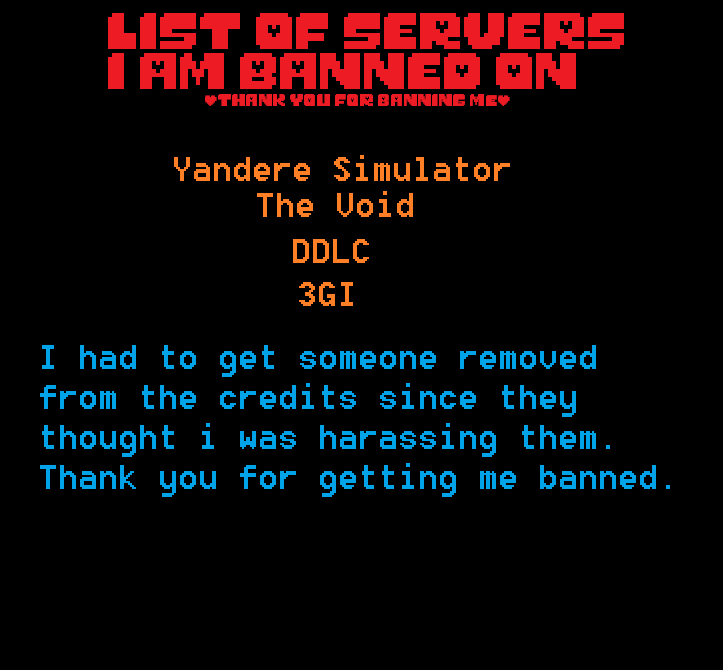 LIST OF SERVERS
I AM BANNED ON
♥THANK YOU FOR BANNING ME♥
Yandere Simulator
The Void
DDLC
3GI
I had to get someone removed
from the credits since they
thought i was harassing them.
Thank you for getting me banned.